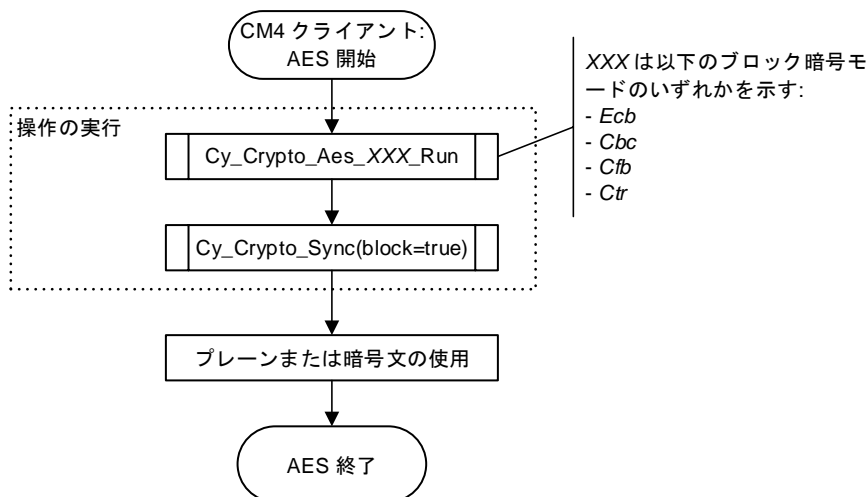 CM4 クライアント:
AES 開始
XXX は以下のブロック暗号モ
ードのいずれかを示す:
- Ecb
- Cbc
- Cfb
- Ctr
操作の実行
Cy_Crypto_Aes_XXX_Run
Cy_Crypto_Sync(block=true)
プレーンまたは暗号文の使用
AES 終了